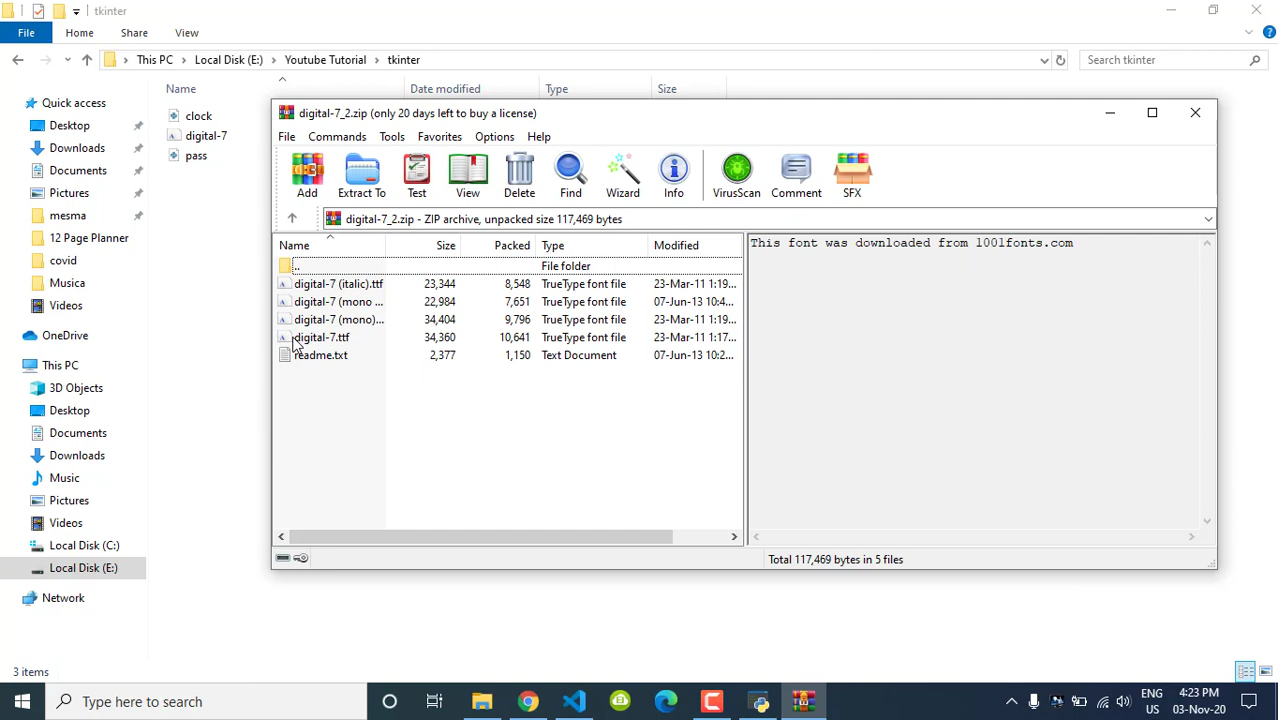 tkinter
File Home Share View
This PC Local Disk (E:) Youtube Tutorial tkinter
Search tkinter
Name Date modified Type Size
Quick access
Desktop
Downloads
Documents
Pictures
mesma
12 Page Planner
covid
Musica
Videos
OneDrive
This PC
3D Objects
Desktop
Documents
Downloads
Music
Pictures
Videos
Local Disk (C:)
Local Disk (E:)
Network
clock
digital-7
pass
digital-7_2.zip (only 20 days left to buy a license)
File Commands Tools Favorites Options Help
Add Extract To Test View Delete Find Wizard Info VirusScan Comment SFX
digital-7_2.zip - ZIP archive, unpacked size 117,469 bytes
Name Size Packed Type Modified
.. File folder
digital-7 (italic).ttf 23,344 8,548 TrueType font file 23-Mar-11 1:19...
digital-7 (mono ... 22,984 7,651 TrueType font file 07-Jun-13 10:4...
digital-7 (mono)... 34,404 9,796 TrueType font file 23-Mar-11 1:19...
digital-7.ttf 34,360 10,641 TrueType font file 23-Mar-11 1:17...
readme.txt 2,377 1,150 Text Document 07-Jun-13 10:2...
This font was downloaded from 1001fonts.com
Total 117,469 bytes in 5 files
3 items
Type here to search
ENG
US
4:23 PM
03-Nov-20